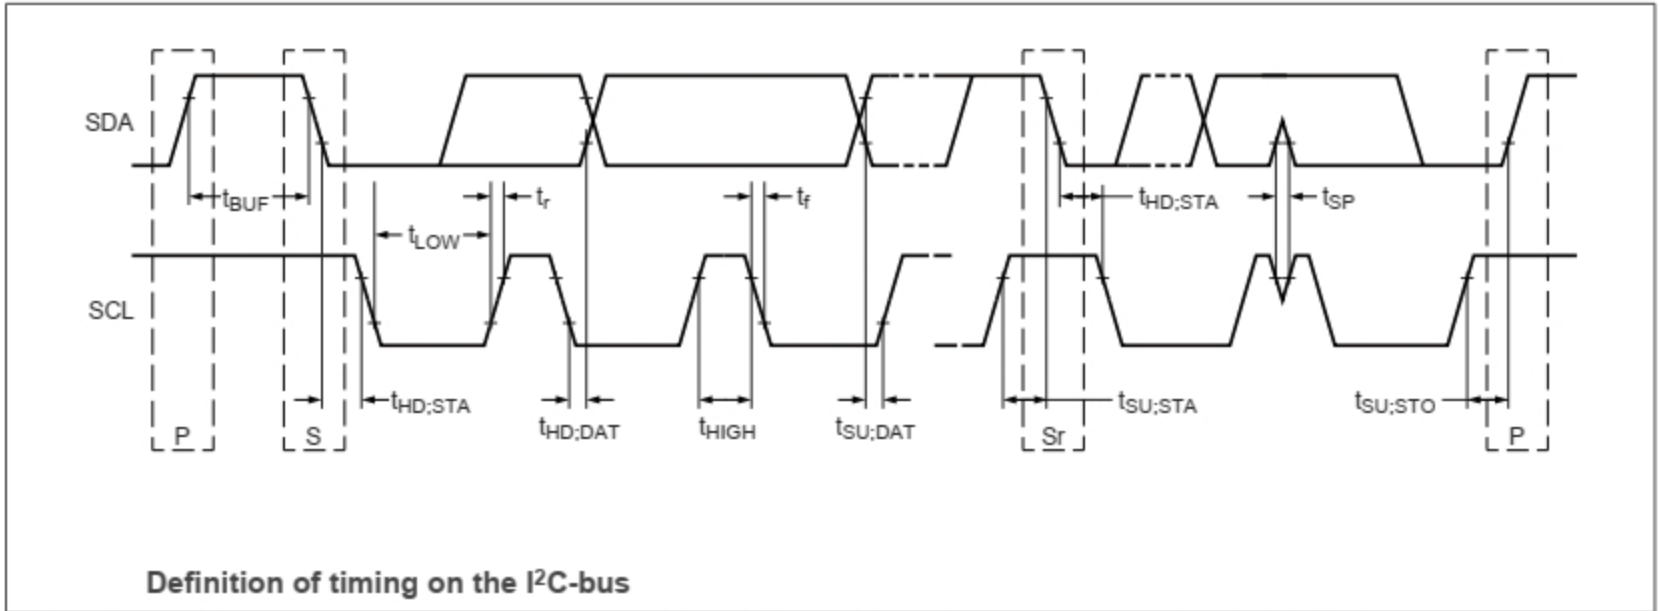 SDA
tBUF
tr
tf
tHD;STA
tSP
tLOW
SCL
tHD;STA
tHD;DAT
tHIGH
tSU;DAT
tSU;STA
tSU;STO
P
S
Sr
P
Definition of timing on the I²C-bus